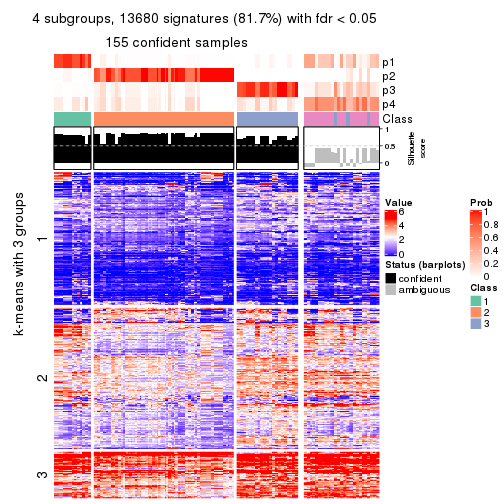 4 subgroups, 13680 signatures (81.7%) with fdr < 0.05
155 confident samples
p1
p2
p3
p4
Class
1
0.5
0
Silhouette
score
k-means with 3 groups
1
2
3
Value
6
4
2
0
Status (barplots)
confident
ambiguous
Prob
1
0.8
0.6
0.4
0.2
0
Class
1
2
3